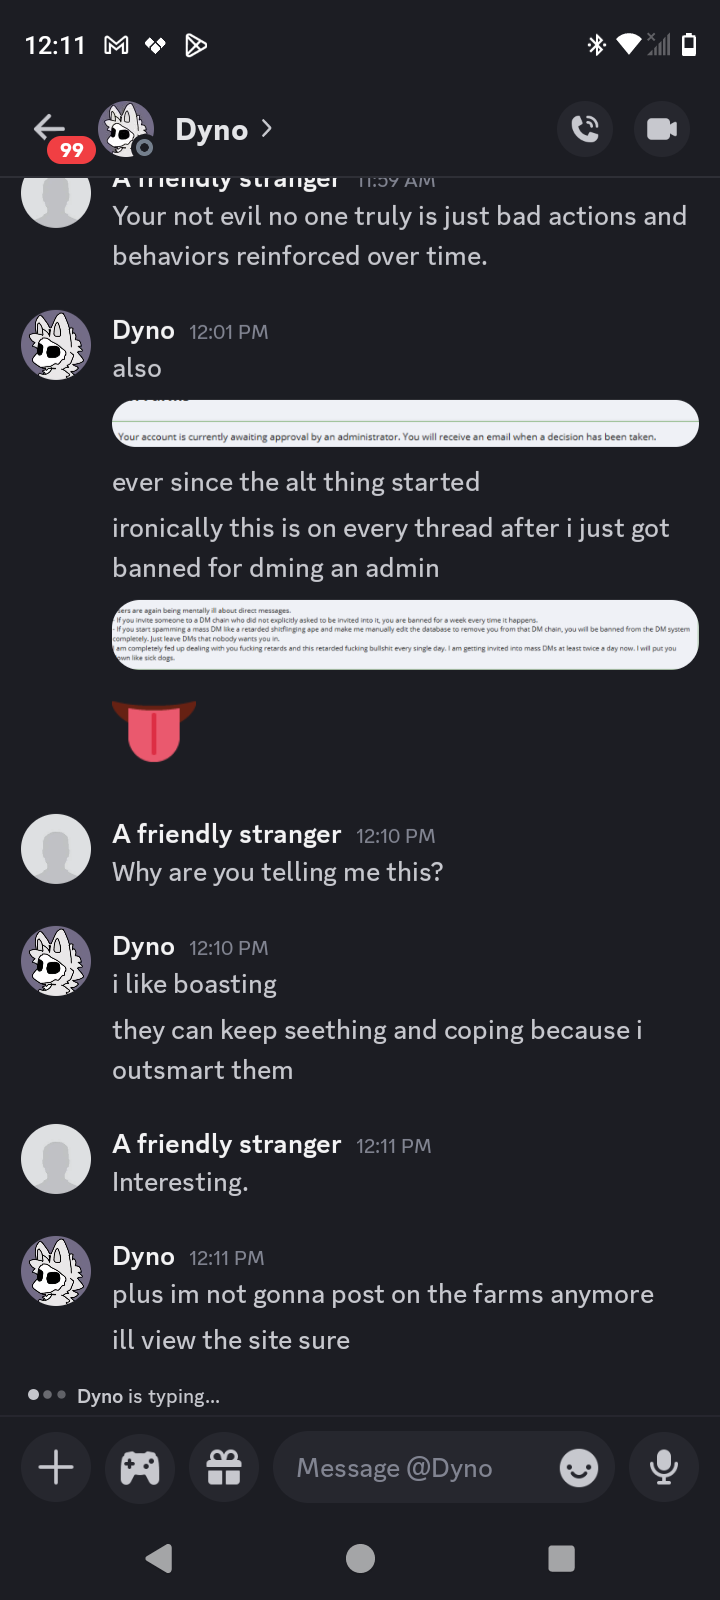 12:11
99
Dyno
A friendly stranger 11:59 AM
Your not evil no one truly is just bad actions and
behaviors reinforced over time.
Dyno 12:01 PM
also
Your account is currently awaiting approval by an administrator. You will receive an email when a decision has been taken.
ever since the alt thing started
ironically this is on every thread after i just got
banned for dming an admin
sers are again being mentally ill about direct messages.
- If you invite someone to a DM chain who did not explicitly asked to be invited into it, you are banned for a week every time it happens.
- If you start spamming a mass DM like a retarded shitflinging ape and make me manually edit the database to remove you from that DM chain, you will be banned from the DM system
completely. Just leave DMs that nobody wants you in.
I am completely fed up dealing with you fucking retards and this retarded fucking bullshit every single day. I am getting invited into mass DMs at least twice a day now. I will put you
down like sick dogs.
A friendly stranger 12:10 PM
Why are you telling me this?
Dyno 12:10 PM
i like boasting
they can keep seething and coping because i
outsmart them
A friendly stranger 12:11 PM
Interesting.
Dyno 12:11 PM
plus im not gonna post on the farms anymore
ill view the site sure
Dyno is typing...
Message @Dyno